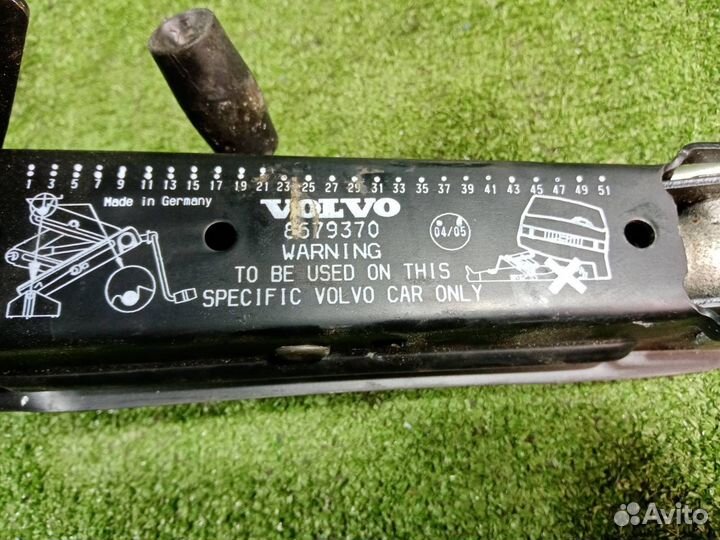 1 3 5 7 9 11 13 15 17 19 21 23 25 27 29 31 33 35 37 39 41 43 45 47 49 51
Made in Germany
VOLVO
8679370
04/05
WARNING
TO BE USED ON THIS
SPECIFIC VOLVO CAR ONLY
Avito